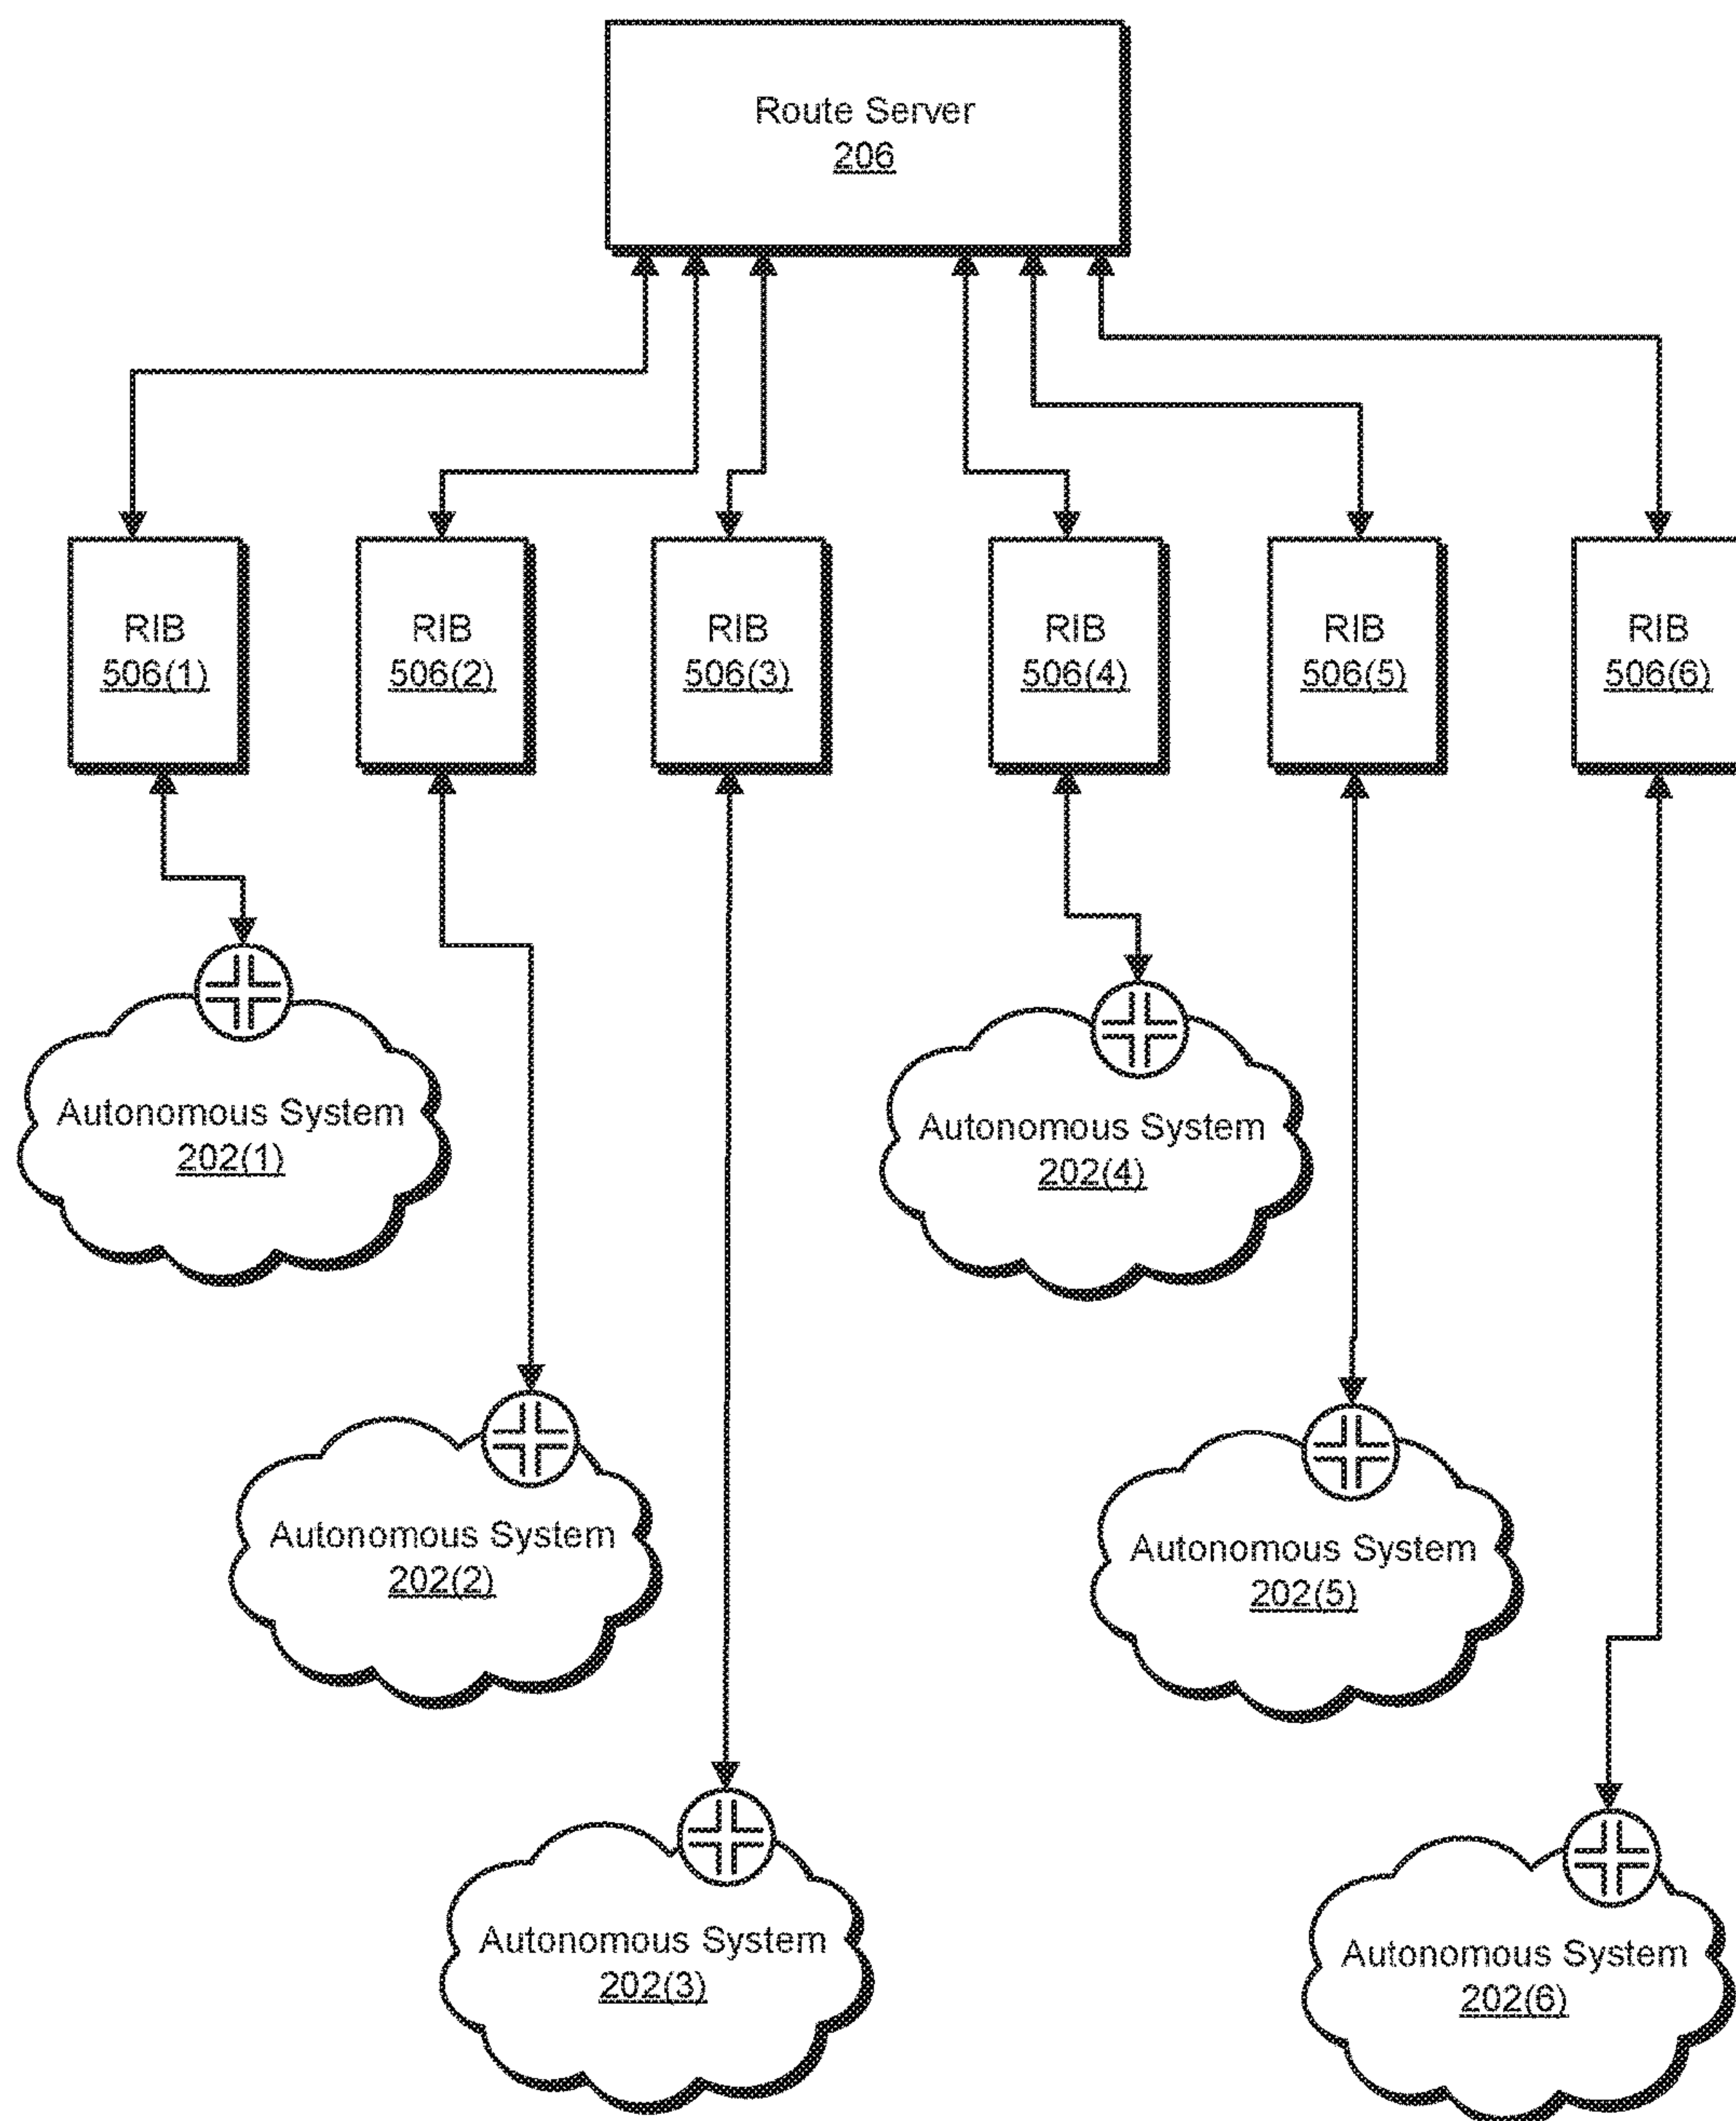 Route Server
206
RIB
506(1)
RIB
506(2)
RIB
506(3)
RIB
506(4)
RIB
506(5)
RIB
506(6)
Autonomous System
202(1)
Autonomous System
202(4)
Autonomous System
202(2)
Autonomous System
202(5)
Autonomous System
202(3)
Autonomous System
202(6)